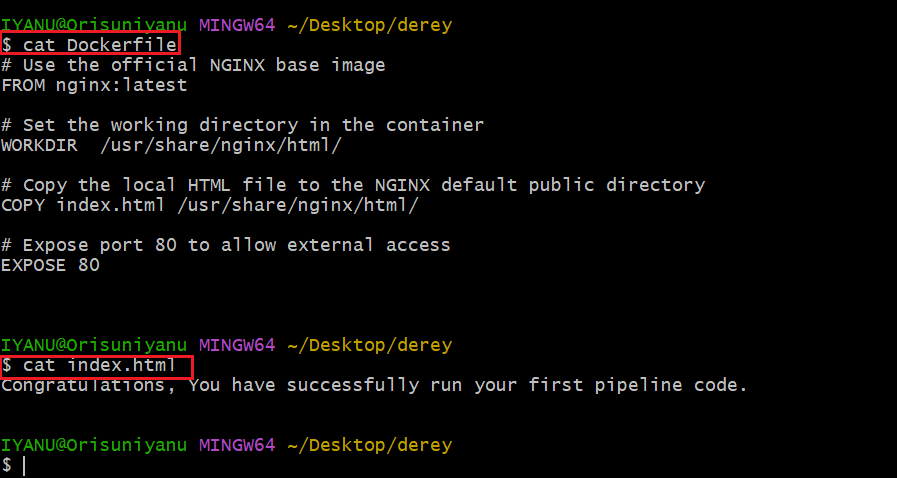 IYANU@Orisuniyanu MINGW64 ~/Desktop/derey
$ cat Dockerfile
# Use the official NGINX base image
FROM nginx:latest
# Set the working directory in the container
WORKDIR  /usr/share/nginx/html/
# Copy the local HTML file to the NGINX default public directory
COPY index.html /usr/share/nginx/html/
# Expose port 80 to allow external access
EXPOSE 80
IYANU@Orisuniyanu MINGW64 ~/Desktop/derey
$ cat index.html
Congratulations, You have successfully run your first pipeline code.
IYANU@Orisuniyanu MINGW64 ~/Desktop/derey
$